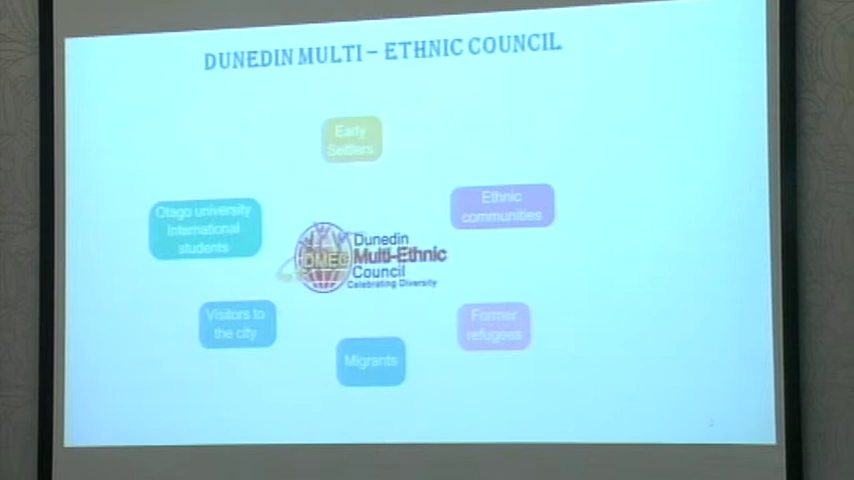 DUNEDIN MULTI – ETHNIC COUNCIL
Early
Settlers
Ethnic
communities
Otago university
International
students
DMEC
Dunedin
Multi-Ethnic
Council
Celebrating Diversity
Visitors to
the city
Former
refugees
Migrants